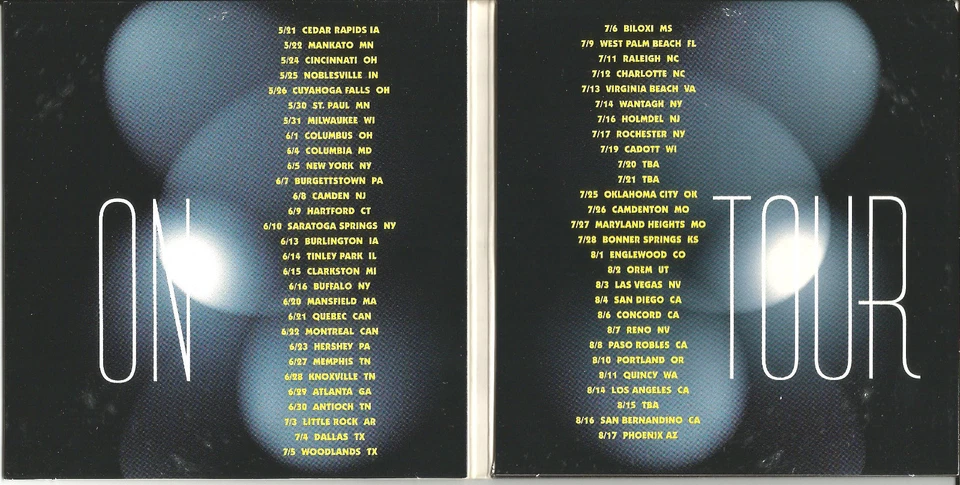 ON
5/21 CEDAR RAPIDS IA
5/22 MANKATO MN
5/24 CINCINNATI OH
5/25 NOBLESVILLE IN
5/26 CUYAHOGA FALLS OH
5/30 ST. PAUL MN
5/31 MILWAUKEE WI
6/1 COLUMBUS OH
6/4 COLUMBIA MD
6/5 NEW YORK NY
6/7 BURGETTSTOWN PA
6/8 CAMDEN NJ
6/9 HARTFORD CT
6/10 SARATOGA SPRINGS NY
6/13 BURLINGTON IA
6/14 TINLEY PARK IL
6/15 CLARKSTON MI
6/16 BUFFALO NY
6/20 MANSFIELD MA
6/21 QUEBEC CAN
6/22 MONTREAL CAN
6/23 HERSHEY PA
6/27 MEMPHIS TN
6/28 KNOXVILLE TN
6/29 ATLANTA GA
6/30 ANTIOCH TN
7/3 LITTLE ROCK AR
7/4 DALLAS TX
7/5 WOODLANDS TX
7/6 BILOXI MS
7/9 WEST PALM BEACH FL
7/11 RALEIGH NC
7/12 CHARLOTTE NC
7/13 VIRGINIA BEACH VA
7/14 WANTAGH NY
7/16 HOLMDEL NJ
7/17 ROCHESTER NY
7/19 CADOTT WI
7/20 TBA
7/21 TBA
7/25 OKLAHOMA CITY OK
7/26 CAMDENTON MO
7/27 MARYLAND HEIGHTS MO
7/28 BONNER SPRINGS KS
8/1 ENGLEWOOD CO
8/2 OREM UT
8/3 LAS VEGAS NV
8/4 SAN DIEGO CA
8/6 CONCORD CA
8/7 RENO NV
8/8 PASO ROBLES CA
8/10 PORTLAND OR
8/11 QUINCY WA
8/14 LOS ANGELES CA
8/15 TBA
8/16 SAN BERNANDINO CA
8/17 PHOENIX AZ
TOUR